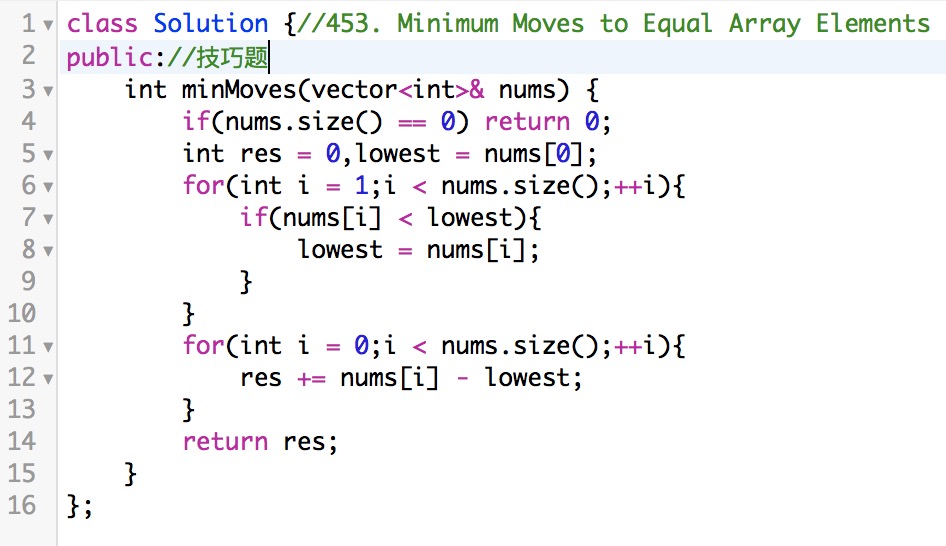 1 class Solution {//453. Minimum Moves to Equal Array Elements
2 public://技巧题
3     int minMoves(vector<int>& nums) {
4         if(nums.size() == 0) return 0;
5         int res = 0,lowest = nums[0];
6         for(int i = 1;i < nums.size();++i){
7             if(nums[i] < lowest){
8                 lowest = nums[i];
9             }
10         }
11         for(int i = 0;i < nums.size();++i){
12             res += nums[i] - lowest;
13         }
14         return res;
15     }
16 };